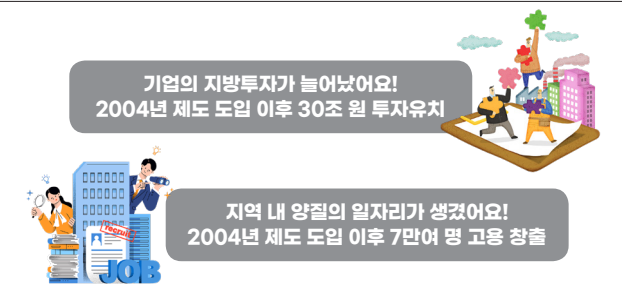 기업의 지방투자가 늘어났어요!
2004년 제도 도입 이후 30조 원 투자유치
지역 내 양질의 일자리가 생겼어요!
2004년 제도 도입 이후 7만여 명 고용 창출
recruit
JOB